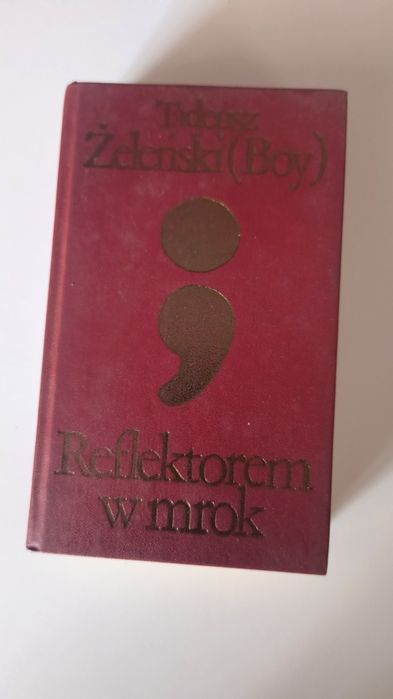 Tadeusz
Żeleński (Boy)
;
Reflektorem
w mrok